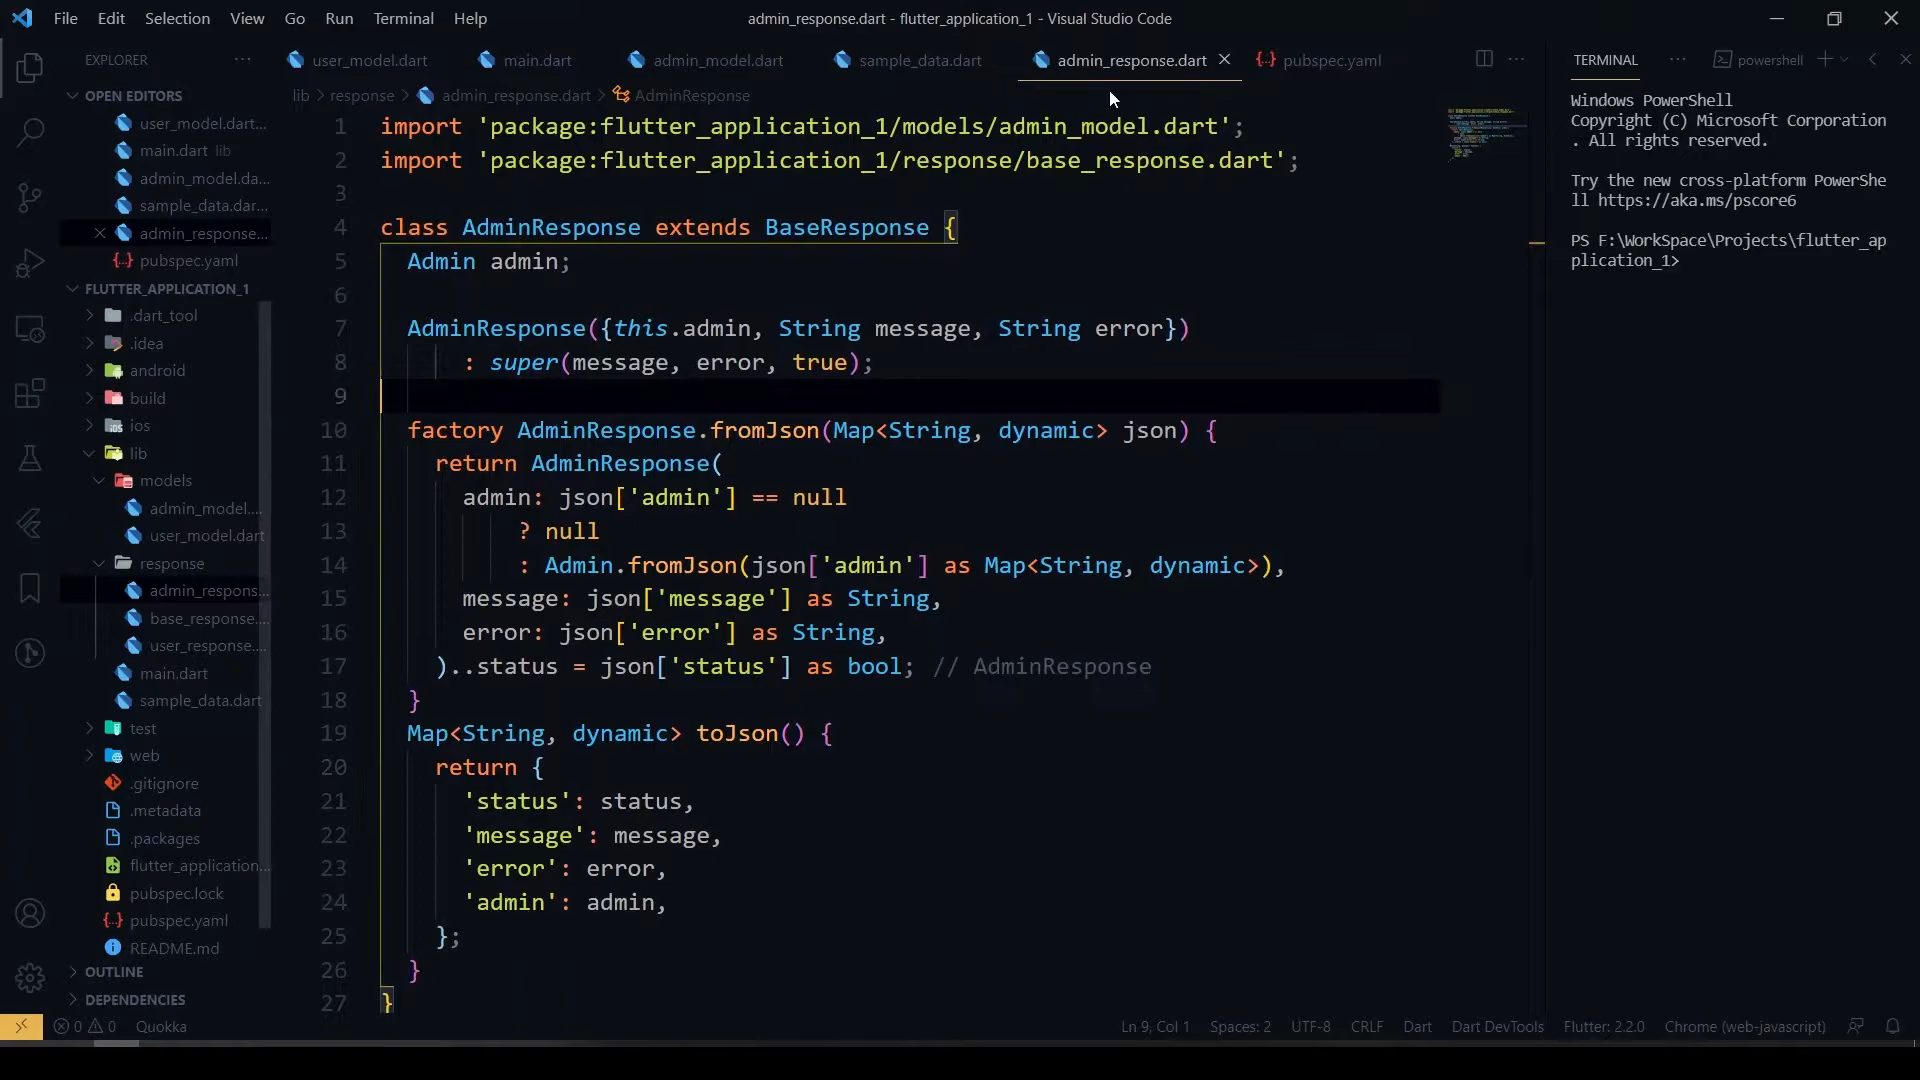 File Edit Selection View Go Run Terminal Help
admin_response.dart - flutter_application_1 - Visual Studio Code
EXPLORER
OPEN EDITORS
user_model.dart...
main.dart lib
admin_model.da...
sample_data.dar...
admin_response...
pubspec.yaml
FLUTTER_APPLICATION_1
.dart_tool
.idea
android
build
ios
lib
models
admin_model....
user_model.dart
response
admin_respons...
base_response....
user_response....
main.dart
sample_data.dart
test
web
.gitignore
.metadata
.packages
flutter_application...
pubspec.lock
pubspec.yaml
README.md
OUTLINE
DEPENDENCIES
user_model.dart main.dart admin_model.dart sample_data.dart admin_response.dart pubspec.yaml
lib > response > admin_response.dart > AdminResponse
1 import 'package:flutter_application_1/models/admin_model.dart';
2 import 'package:flutter_application_1/response/base_response.dart';
3
4 class AdminResponse extends BaseResponse {
5 Admin admin;
6
7 AdminResponse({this.admin, String message, String error})
8 : super(message, error, true);
9
10 factory AdminResponse.fromJson(Map<String, dynamic> json) {
11 return AdminResponse(
12 admin: json['admin'] == null
13 ? null
14 : Admin.fromJson(json['admin'] as Map<String, dynamic>),
15 message: json['message'] as String,
16 error: json['error'] as String,
17 )..status = json['status'] as bool; // AdminResponse
18 }
19 Map<String, dynamic> toJson() {
20 return {
21 'status': status,
22 'message': message,
23 'error': error,
24 'admin': admin,
25 };
26 }
27 }
TERMINAL
powershell
Windows PowerShell
Copyright (C) Microsoft Corporation
. All rights reserved.
Try the new cross-platform PowerShe
ll https://aka.ms/pscore6
PS F:\WorkSpace\Projects\flutter_ap
plication_1>
0 0 Quokka
Ln 9, Col 1 Spaces: 2 UTF-8 CRLF Dart Dart DevTools Flutter: 2.2.0 Chrome (web-javascript)